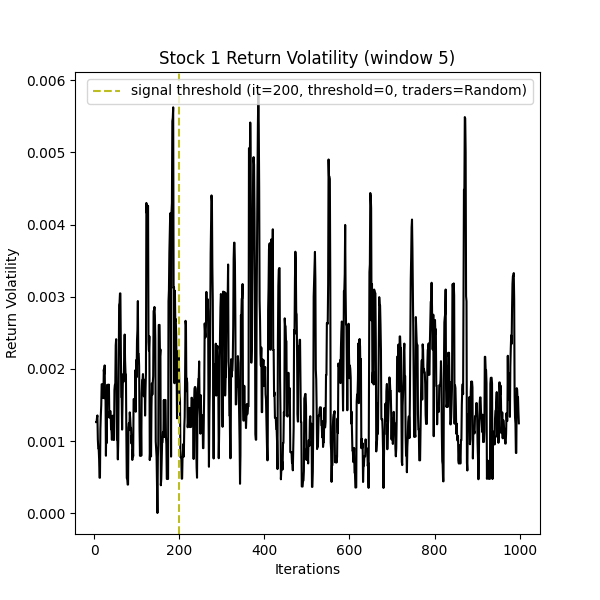 Stock 1 Return Volatility (window 5)
signal threshold (it=200, threshold=0, traders=Random)
0.006
0.005
0.004
0.003
0.002
0.001
0.000
Return Volatility
0 200 400 600 800 1000
Iterations